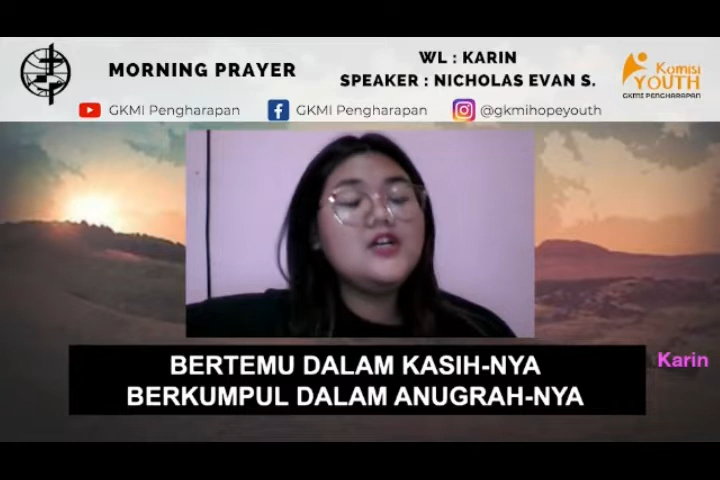 MORNING PRAYER
WL : KARIN
SPEAKER : NICHOLAS EVAN S.
Komisi
YOUTH
GKMI PENGHARAPAN
GKMI Pengharapan
GKMI Pengharapan
@gkmihopeyouth
BERTEMU DALAM KASIH-NYA
BERKUMPUL DALAM ANUGRAH-NYA
Karin